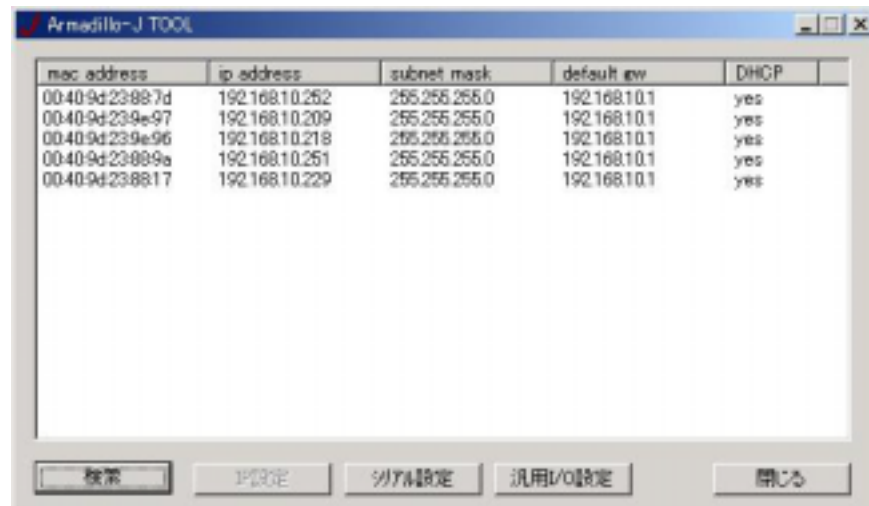 Armadillo-J TOOL
mac address ip address subnet mask default gw DHCP
00:40:9d:23:88:7d 192.168.10.252 255.255.255.0 192.168.10.1 yes
00:40:9d:23:9e:97 192.168.10.209 255.255.255.0 192.168.10.1 yes
00:40:9d:23:9e:96 192.168.10.218 255.255.255.0 192.168.10.1 yes
00:40:9d:23:88:9a 192.168.10.251 255.255.255.0 192.168.10.1 yes
00:40:9d:23:88:17 192.168.10.229 255.255.255.0 192.168.10.1 yes
検索 IP設定 シリアル設定 汎用I/O設定 閉じる